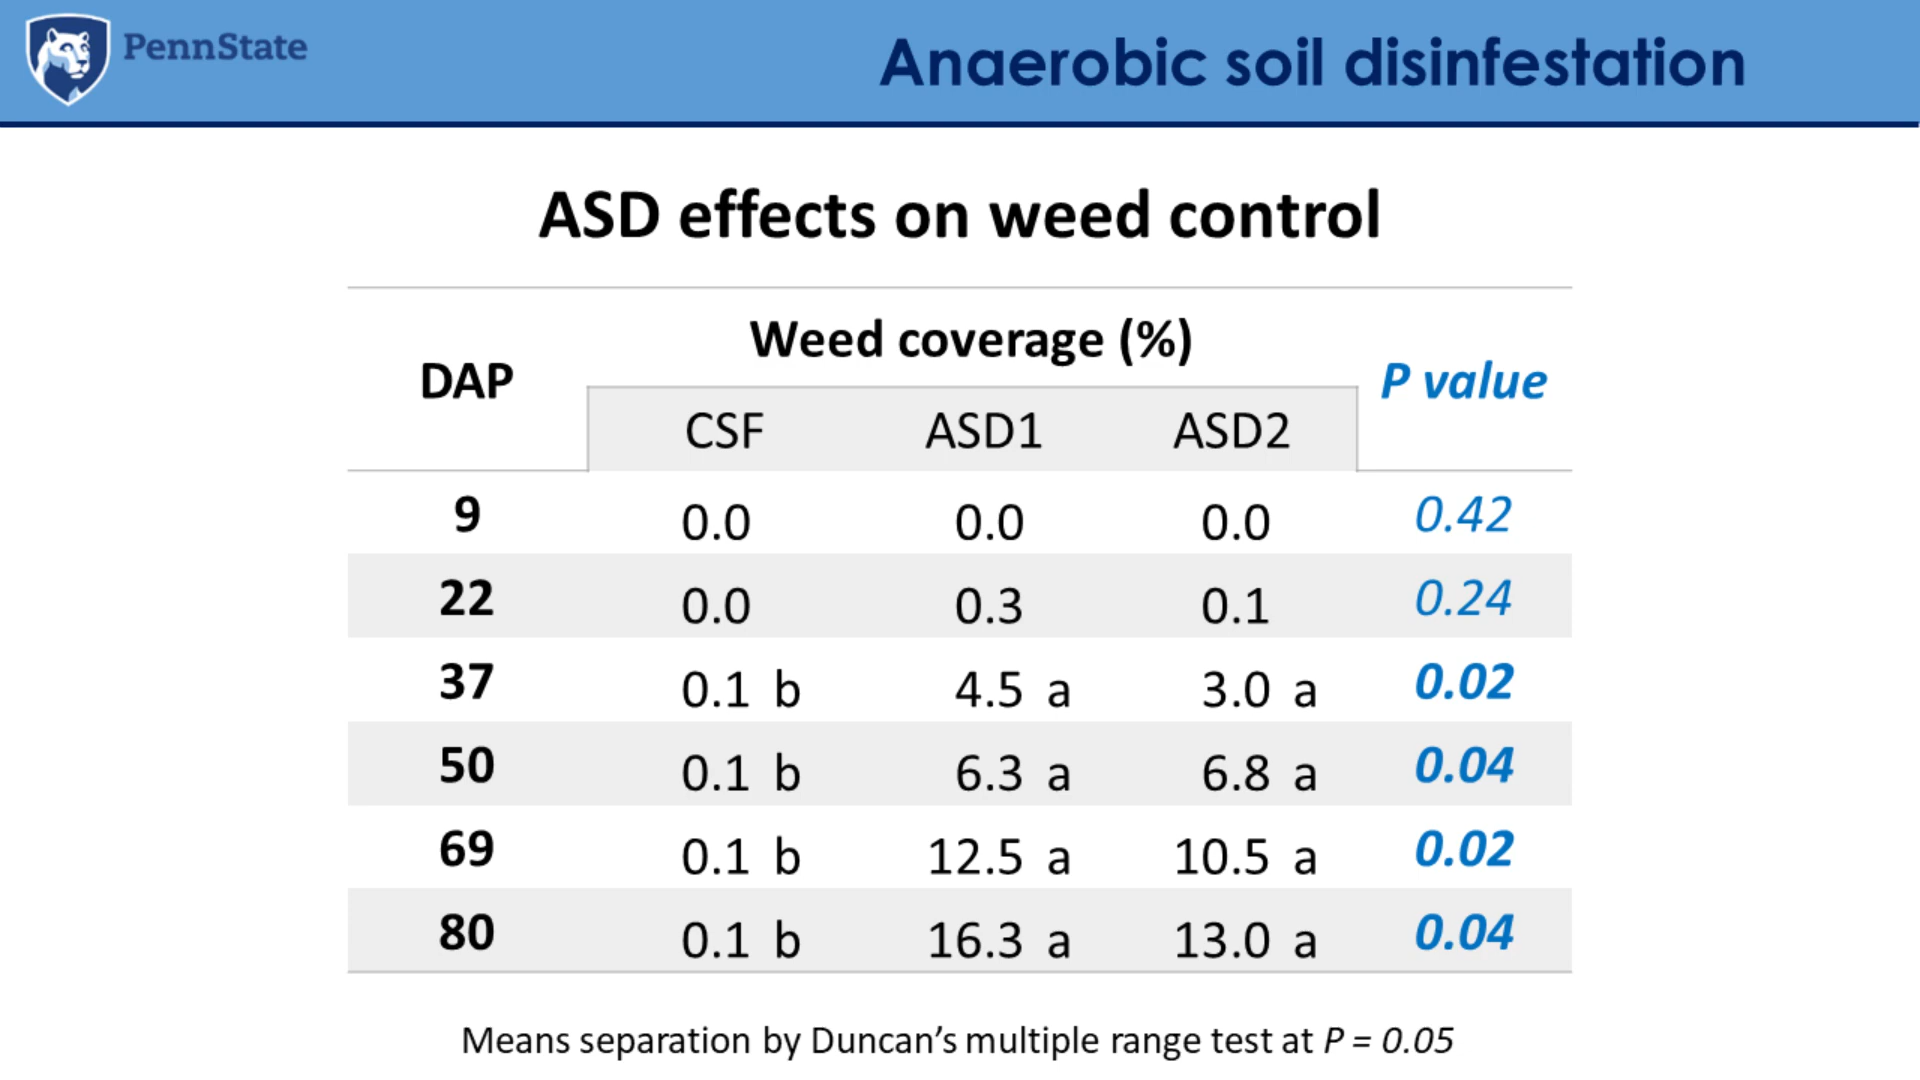 PennState
Anaerobic soil disinfestation
ASD effects on weed control
DAP Weed coverage (%) P value
CSF ASD1 ASD2
9 0.0 0.0 0.0 0.42
22 0.0 0.3 0.1 0.24
37 0.1 b 4.5 a 3.0 a 0.02
50 0.1 b 6.3 a 6.8 a 0.04
69 0.1 b 12.5 a 10.5 a 0.02
80 0.1 b 16.3 a 13.0 a 0.04
Means separation by Duncan’s multiple range test at P = 0.05